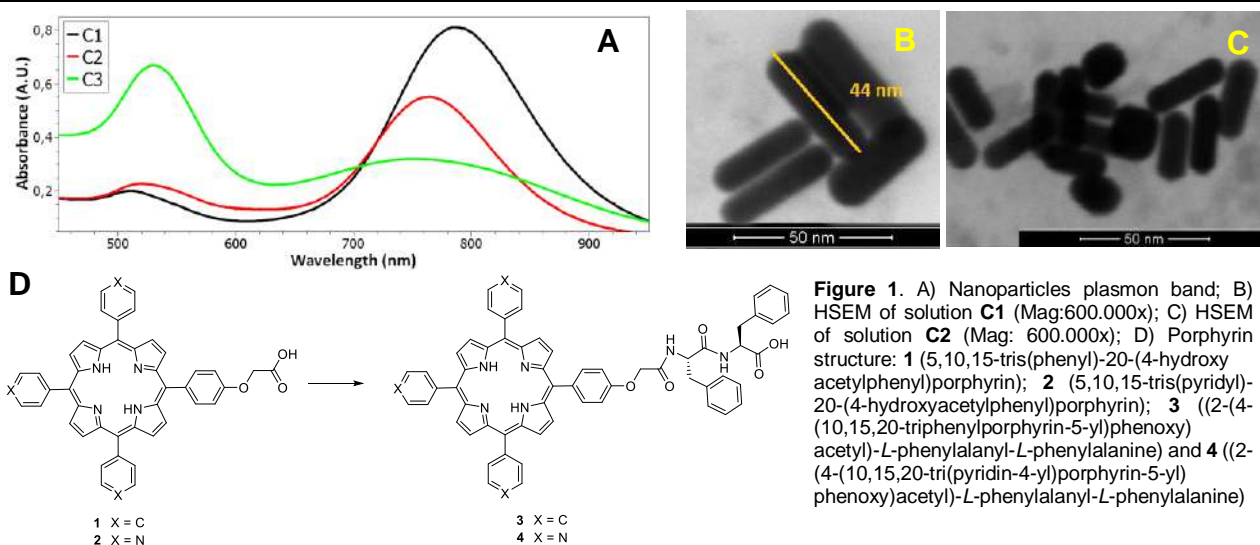 A
C1
C2
C3
0,8
0,6
0,4
0,2
Absorbance (A.U.)
500 600 700 800 900
Wavelength (nm)
B
44 nm
50 nm
C
50 nm
D
X
X
X
NH
N
N
HN
O
O
OH
1 X = C
2 X = N
X
X
X
NH
N
N
HN
O
O
H
N
O
N
H
O
OH
3 X = C
4 X = N
Figure 1. A) Nanoparticles plasmon band; B)
HSEM of solution C1 (Mag:600.000x); C) HSEM
of solution C2 (Mag: 600.000x); D) Porphyrin
structure: 1 (5,10,15-tris(phenyl)-20-(4-hydroxy
acetylphenyl)porphyrin); 2 (5,10,15-tris(pyridyl)-
20-(4-hydroxyacetylphenyl)porphyrin); 3 ((2-(4-
(10,15,20-triphenylporphyrin-5-yl)phenoxy)
acetyl)-L-phenylalanyl-L-phenylalanine) and 4 ((2-
(4-(10,15,20-tri(pyridin-4-yl)porphyrin-5-yl)
phenoxy)acetyl)-L-phenylalanyl-L-phenylalanine)